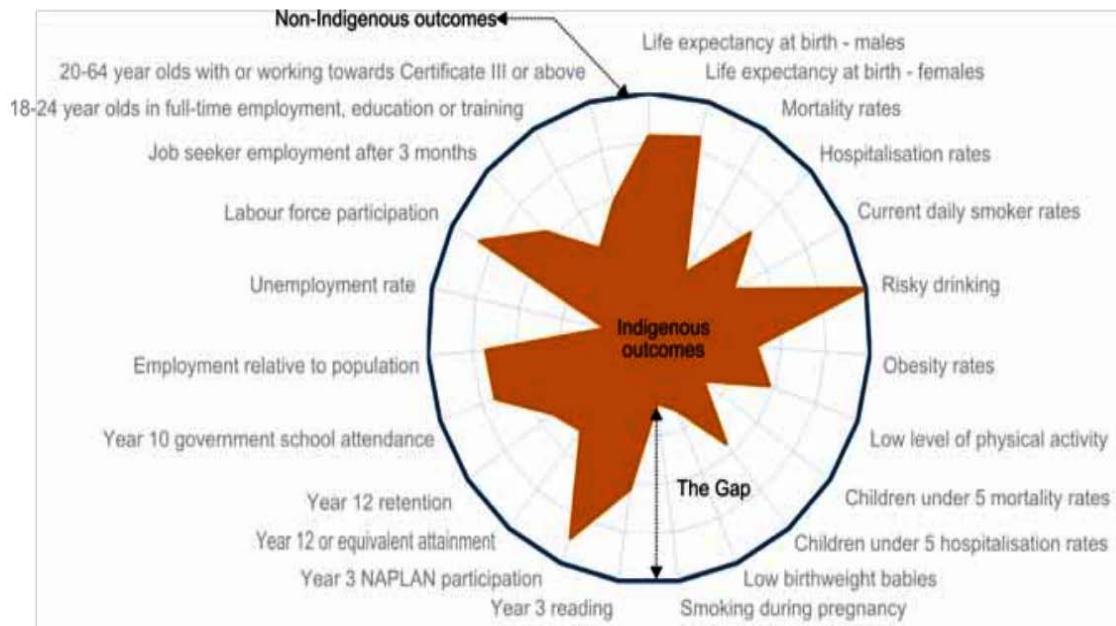 Non-Indigenous outcomes
Life expectancy at birth - males
20-64 year olds with or working towards Certificate III or above
Life expectancy at birth - females
18-24 year olds in full-time employment, education or training
Mortality rates
Job seeker employment after 3 months
Hospitalisation rates
Labour force participation
Current daily smoker rates
Unemployment rate
Risky drinking
Indigenous
outcomes
Employment relative to population
Obesity rates
Year 10 government school attendance
Low level of physical activity
The Gap
Year 12 retention
Children under 5 mortality rates
Year 12 or equivalent attainment
Children under 5 hospitalisation rates
Year 3 NAPLAN participation
Low birthweight babies
Year 3 reading
Smoking during pregnancy